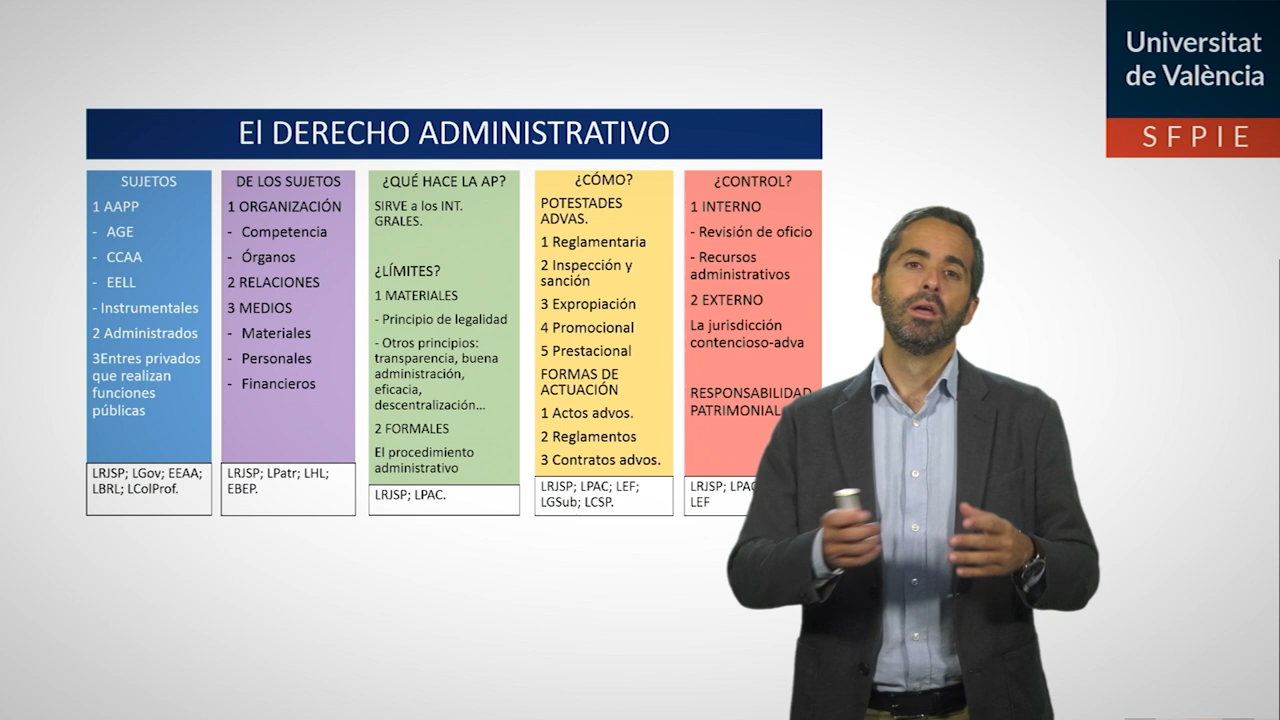 Universitat
de València
SFPIE
El DERECHO ADMINISTRATIVO
SUJETOS
1 AAPP
- AGE
- CCAA
- EELL
- Instrumentales
2 Administrados
3Entres privados
que realizan
funciones
públicas
LRJSP; LGov; EEAA;
LBRL; LColProf.
DE LOS SUJETOS
1 ORGANIZACIÓN
- Competencia
- Órganos
2 RELACIONES
3 MEDIOS
- Materiales
- Personales
- Financieros
LRJSP; LPatr; LHL;
EBEP.
¿QUÉ HACE LA AP?
SIRVE a los INT.
GRALES.
¿LÍMITES?
1 MATERIALES
- Principio de legalidad
- Otros principios:
transparencia, buena
administración,
eficacia,
descentralización...
2 FORMALES
El procedimiento
administrativo
LRJSP; LPAC.
¿CÓMO?
POTESTADES
ADVAS.
1 Reglamentaria
2 Inspección y
sanción
3 Expropiación
4 Promocional
5 Prestacional
FORMAS DE
ACTUACIÓN
1 Actos advos.
2 Reglamentos
3 Contratos advos.
LRJSP; LPAC; LEF;
LGSub; LCSP.
¿CONTROL?
1 INTERNO
- Revisión de oficio
- Recursos
administrativos
2 EXTERNO
La jurisdicción
contencioso-adva
RESPONSABILIDAD
PATRIMONIAL
LRJSP;
LEF